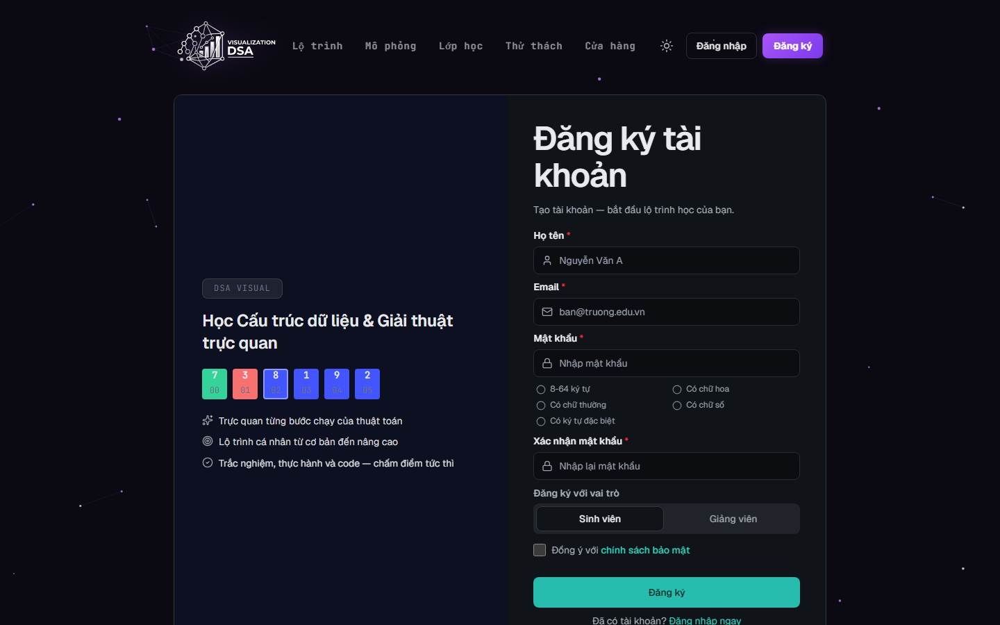 VISUALIZATION
DSA
Lộ trình
Mô phỏng
Lớp học
Thử thách
Cửa hàng
Đăng nhập
Đăng ký
DSA VISUAL
Học Cấu trúc dữ liệu & Giải thuật
trực quan
7 3 8 1 9 2
00 01 02 03 04 05
Trực quan từng bước chạy của thuật toán
Lộ trình cá nhân từ cơ bản đến nâng cao
Trắc nghiệm, thực hành và code — chấm điểm tức thì
Đăng ký tài
khoản
Tạo tài khoản — bắt đầu lộ trình học của bạn.
Họ tên *
Nguyễn Văn A
Email *
ban@truong.edu.vn
Mật khẩu *
Nhập mật khẩu
8-64 ký tự
Có chữ hoa
Có chữ thường
Có chữ số
Có ký tự đặc biệt
Xác nhận mật khẩu *
Nhập lại mật khẩu
Đăng ký với vai trò
Sinh viên
Giảng viên
Đồng ý với chính sách bảo mật
Đăng ký
Đã có tài khoản? Đăng nhập ngay